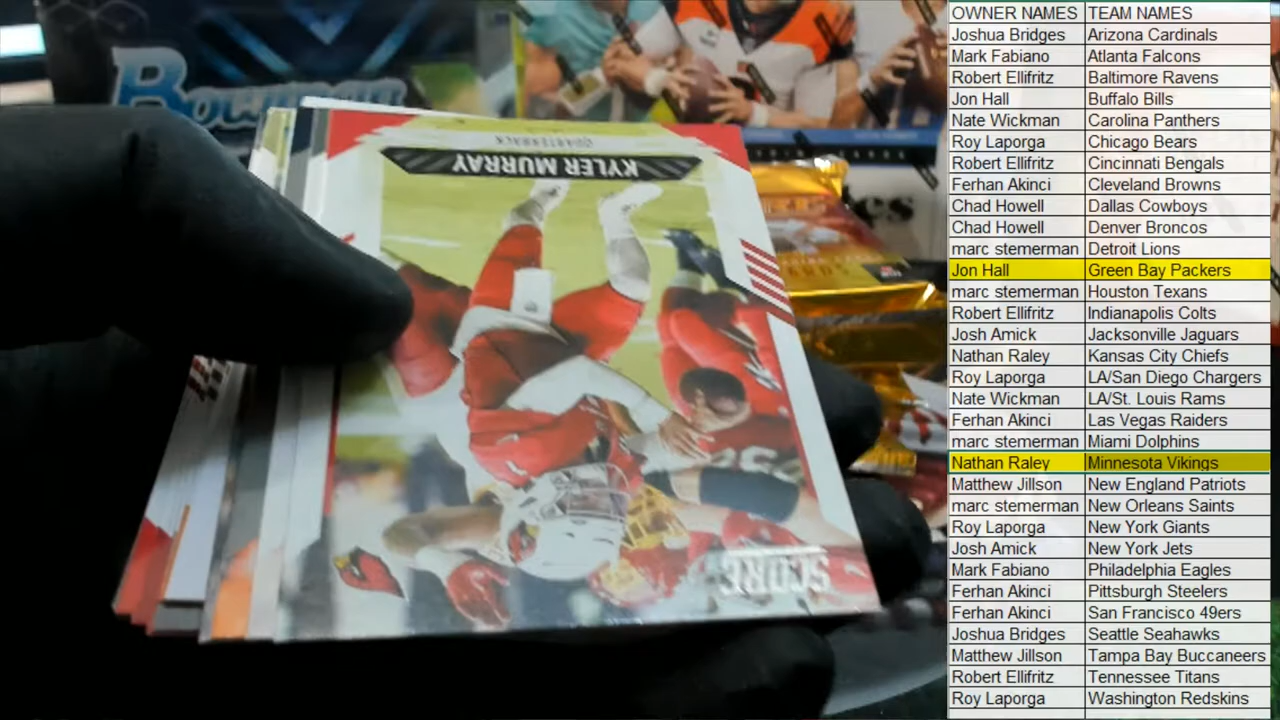 Bowman
QUARTERBACK
KYLER MURRAY
SCORE
OWNER NAMES TEAM NAMES
Joshua Bridges Arizona Cardinals
Mark Fabiano Atlanta Falcons
Robert Ellifritz Baltimore Ravens
Jon Hall Buffalo Bills
Nate Wickman Carolina Panthers
Roy Laporga Chicago Bears
Robert Ellifritz Cincinnati Bengals
Ferhan Akinci Cleveland Browns
Chad Howell Dallas Cowboys
Chad Howell Denver Broncos
marc stemerman Detroit Lions
Jon Hall Green Bay Packers
marc stemerman Houston Texans
Robert Ellifritz Indianapolis Colts
Josh Amick Jacksonville Jaguars
Nathan Raley Kansas City Chiefs
Roy Laporga LA/San Diego Chargers
Nate Wickman LA/St. Louis Rams
Ferhan Akinci Las Vegas Raiders
marc stemerman Miami Dolphins
Nathan Raley Minnesota Vikings
Matthew Jillson New England Patriots
marc stemerman New Orleans Saints
Roy Laporga New York Giants
Josh Amick New York Jets
Mark Fabiano Philadelphia Eagles
Ferhan Akinci Pittsburgh Steelers
Ferhan Akinci San Francisco 49ers
Joshua Bridges Seattle Seahawks
Matthew Jillson Tampa Bay Buccaneers
Robert Ellifritz Tennessee Titans
Roy Laporga Washington Redskins